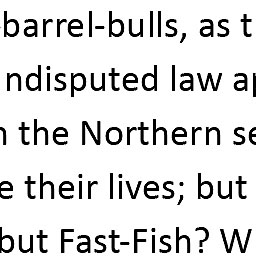 -barrel-bulls, as t
ndisputed law ap
the Northern se
their lives; but
but Fast-Fish? W